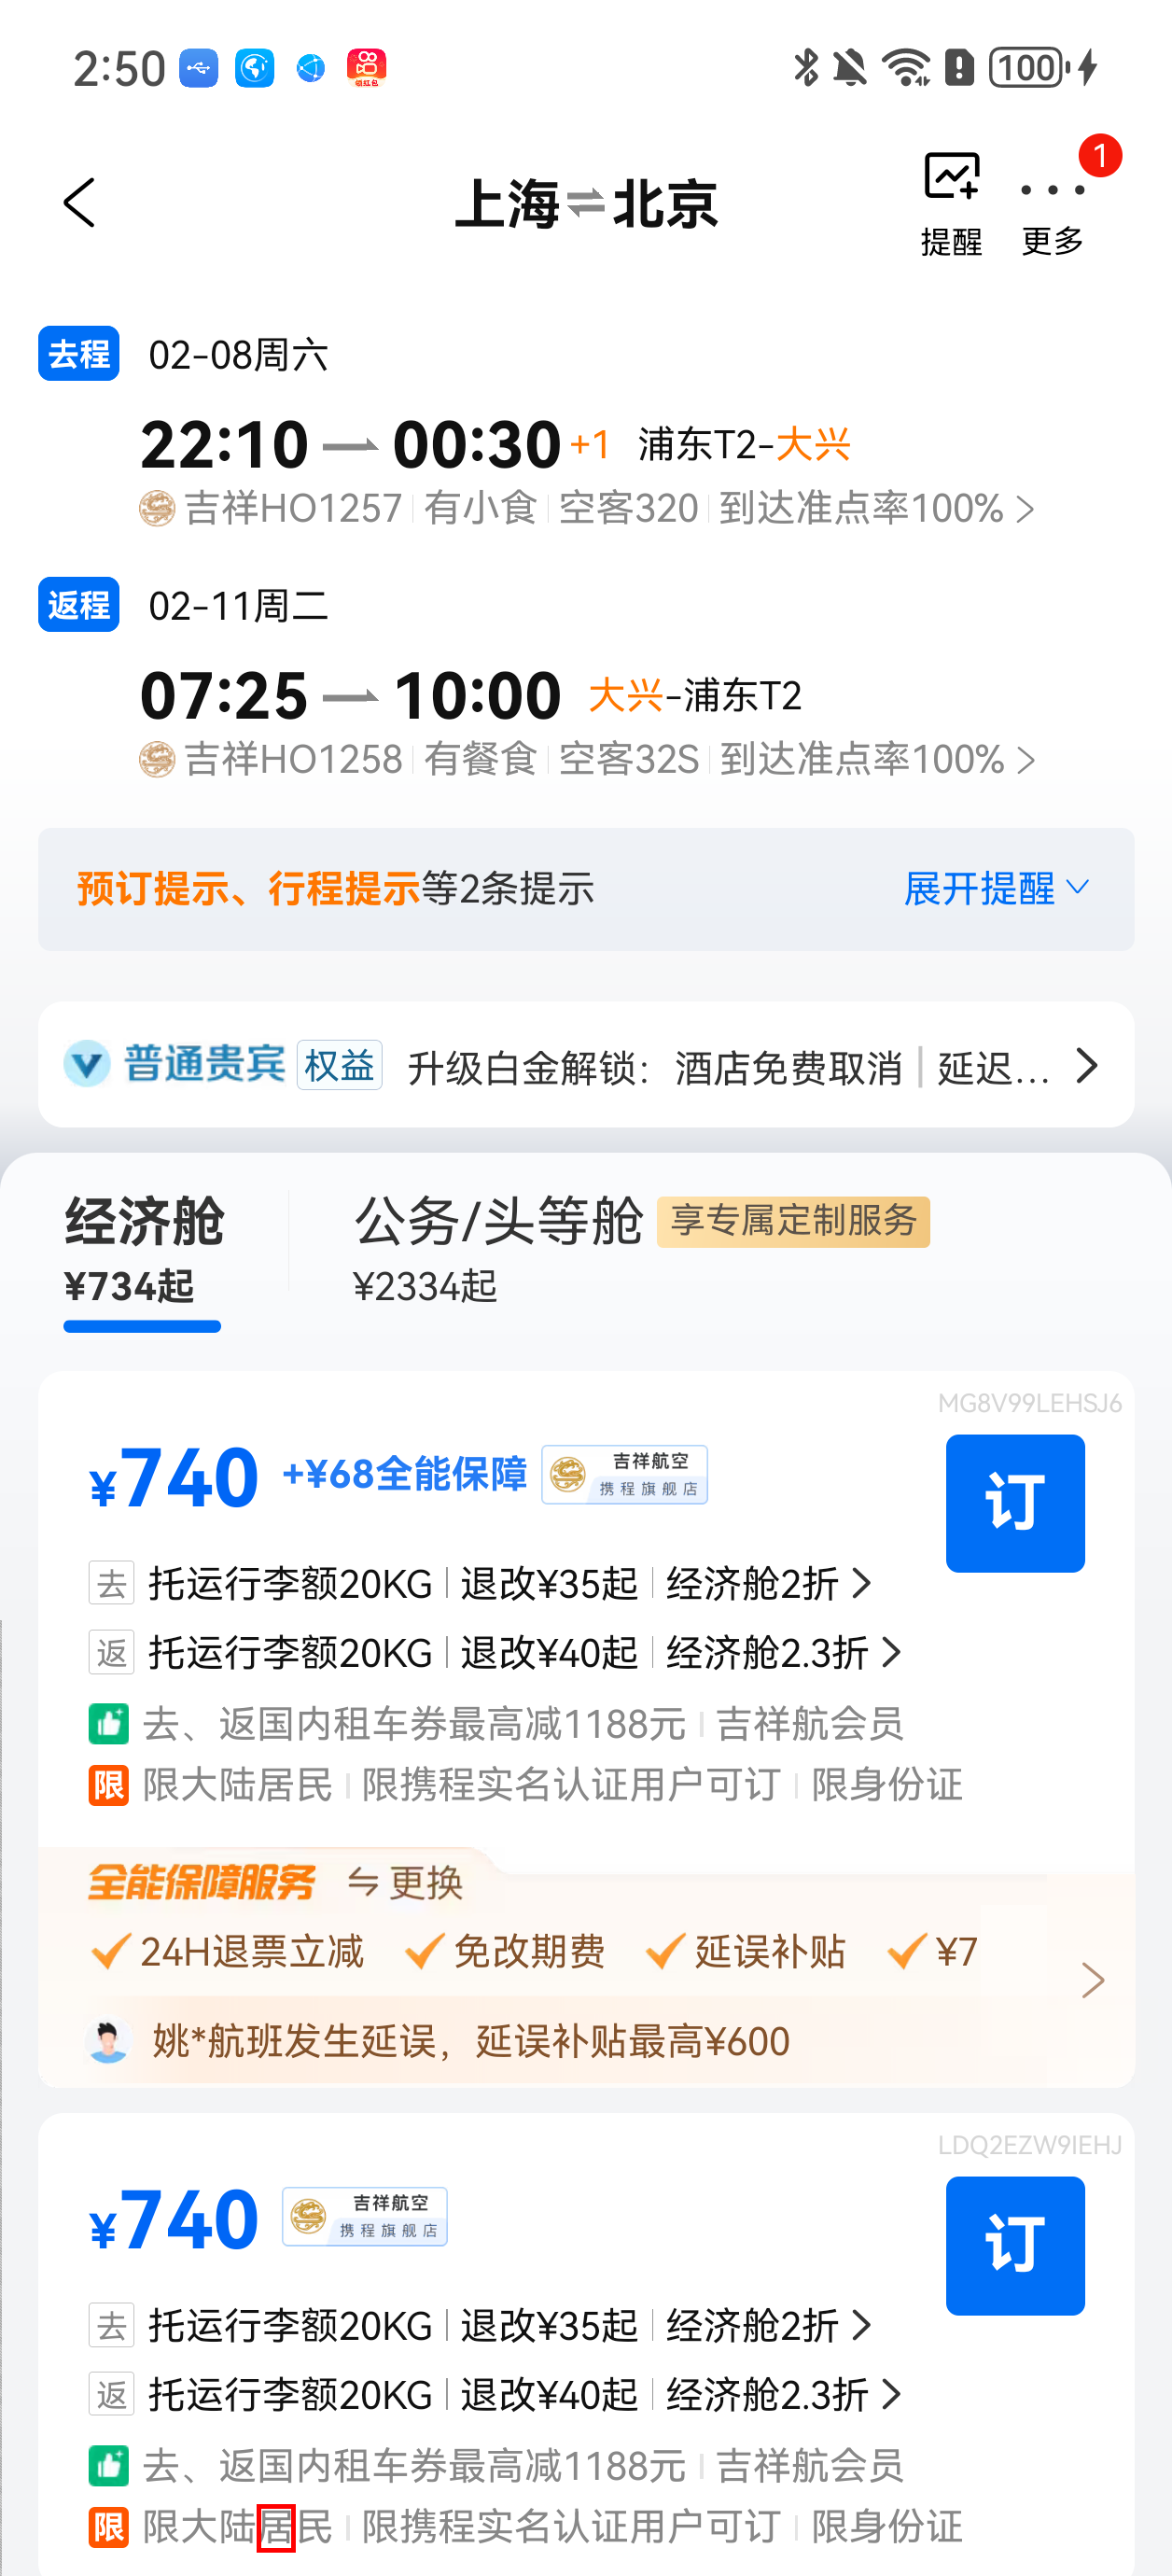 2:50 领红包 100
上海⇌北京 提醒 更多 1
去程 02-08周六
22:10 00:30 +1 浦东T2-大兴
吉祥HO1257 有小食 空客320 到达准点率100%
返程 02-11周二
07:25 10:00 大兴-浦东T2
吉祥HO1258 有餐食 空客32S 到达准点率100%
预订提示、行程提示等2条提示 展开提醒
普通贵宾 权益 升级白金解锁：酒店免费取消 | 延迟...
经济舱 公务/头等舱 享专属定制服务
¥734起 ¥2334起
MG8V99LEHSJ6
¥740 +¥68全能保障 吉祥航空 携程旗舰店 订
去 托运行李额20KG 退改¥35起 经济舱2折
返 托运行李额20KG 退改¥40起 经济舱2.3折
去、返国内租车券最高减1188元 吉祥航会员
限 限大陆居民 限携程实名认证用户可订 限身份证
全能保障服务 更换
24H退票立减 免改期费 延误补贴 ¥7
姚*航班发生延误，延误补贴最高¥600
LDQ2EZW9IEHJ
¥740 吉祥航空 携程旗舰店 订
去 托运行李额20KG 退改¥35起 经济舱2折
返 托运行李额20KG 退改¥40起 经济舱2.3折
去、返国内租车券最高减1188元 吉祥航会员
限 限大陆居民 限携程实名认证用户可订 限身份证